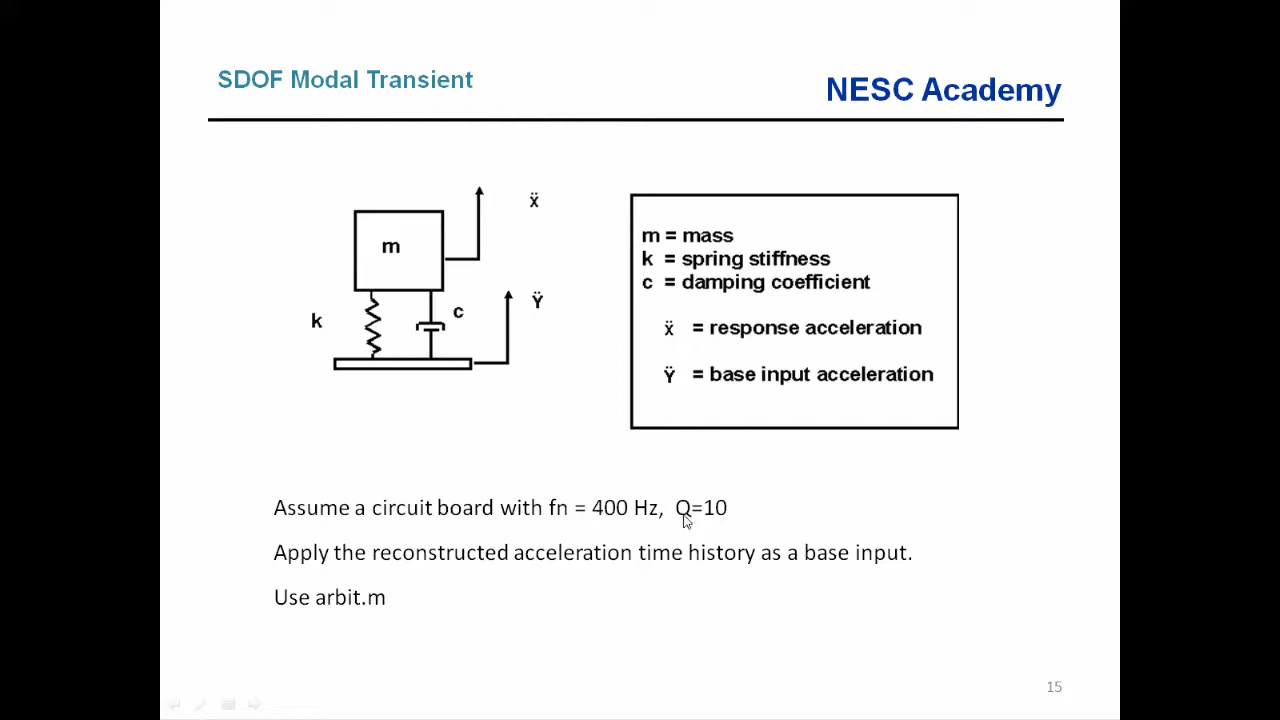 SDOF Modal Transient
NESC Academy
m
ẍ
k
c
Ÿ
m = mass
k = spring stiffness
c = damping coefficient
ẍ = response acceleration
Ÿ = base input acceleration
Assume a circuit board with fn = 400 Hz, Q=10
Apply the reconstructed acceleration time history as a base input.
Use arbit.m
15